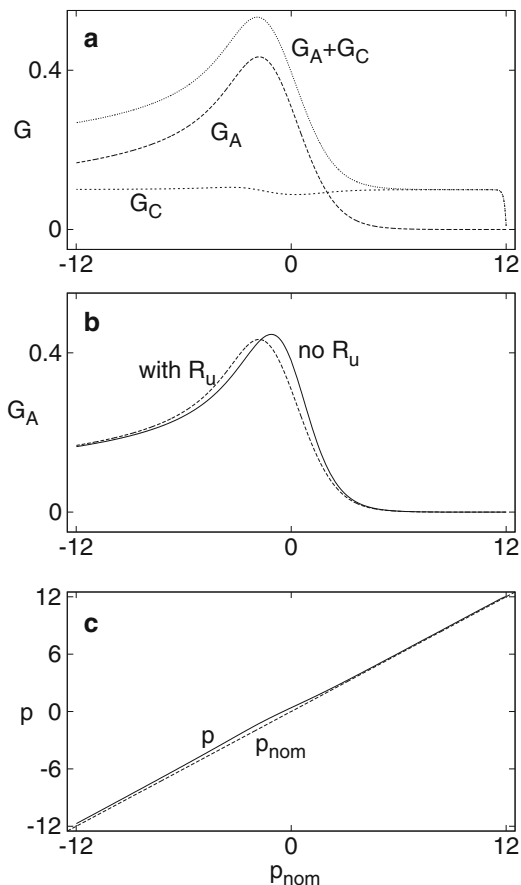 a
G_A+G_C
0.4
G
G_A
G_C
0
-12 0 12
b
0.4
no R_u
with R_u
G_A
0
-12 0 12
12
c
6
p 0
p
p_nom
-6
-12
-12 0 12
p_nom